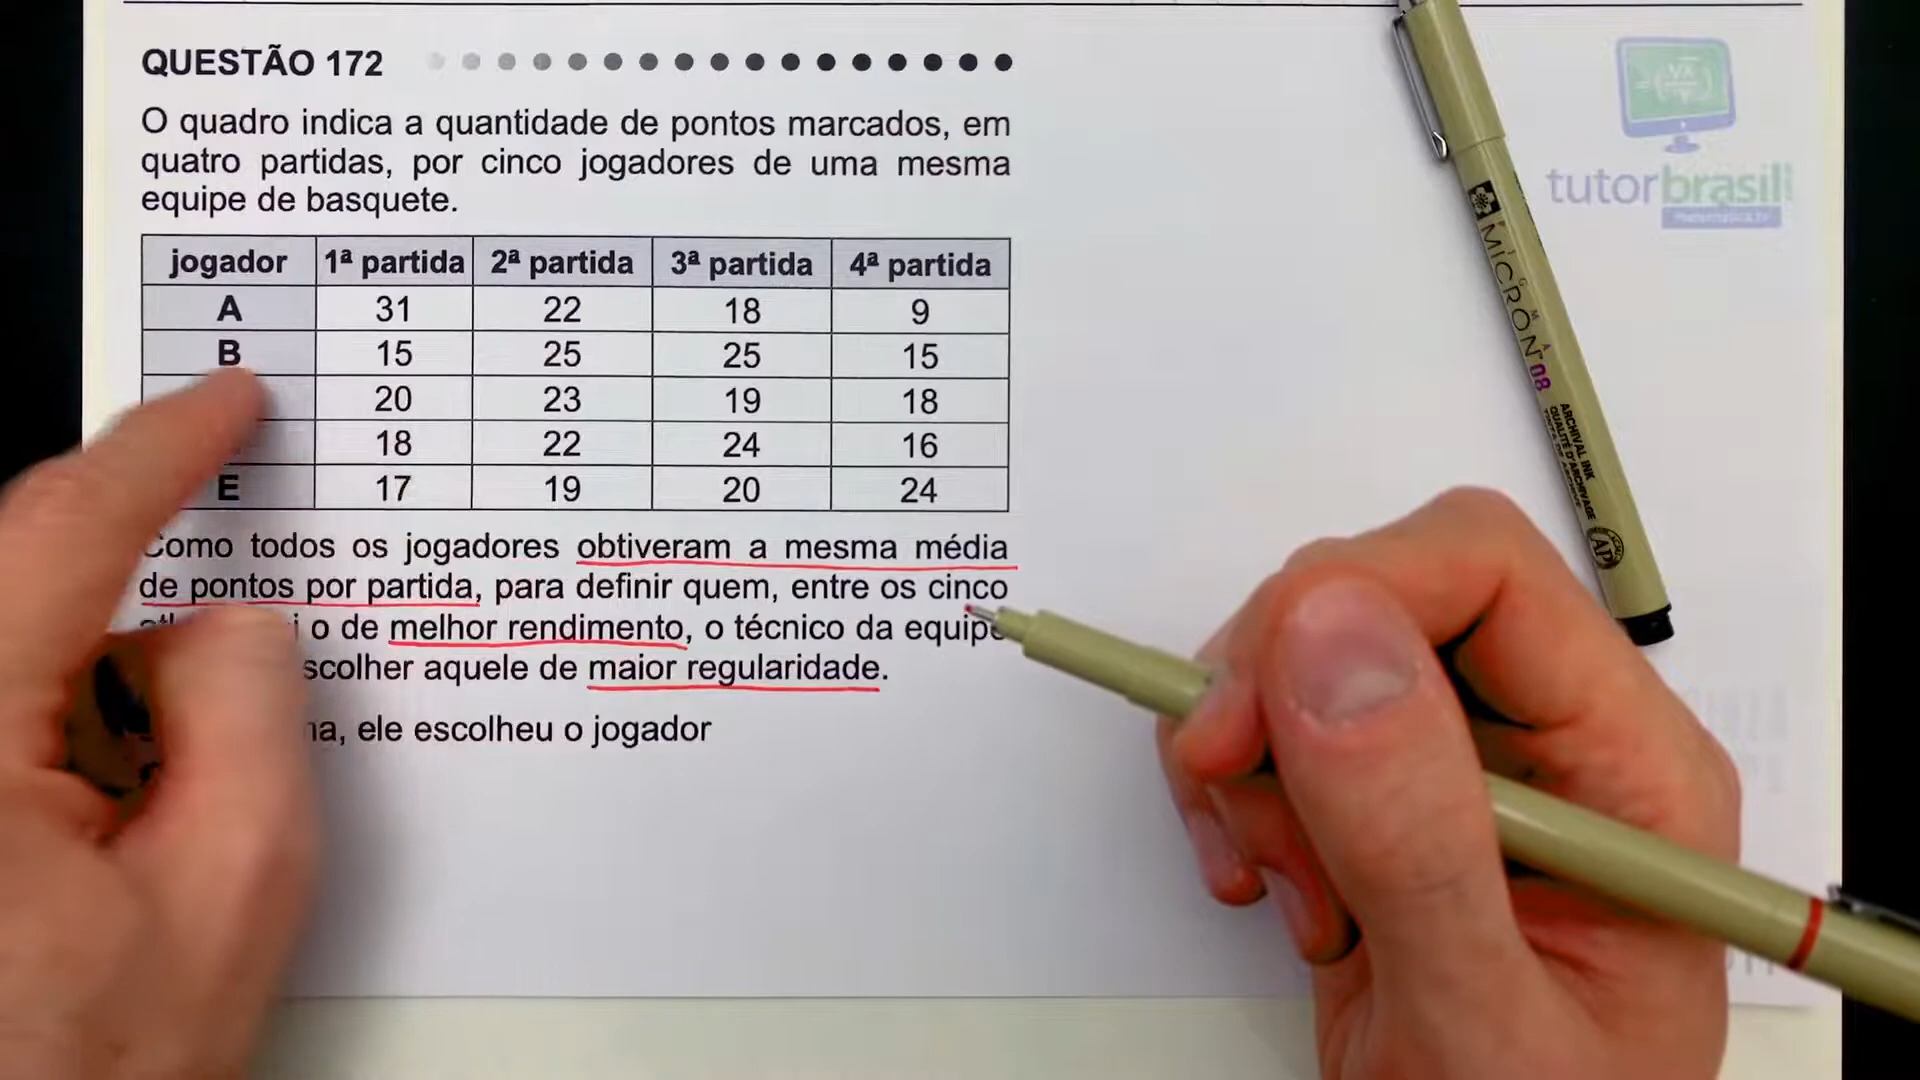 QUESTÃO 172
O quadro indica a quantidade de pontos marcados, em
quatro partidas, por cinco jogadores de uma mesma
equipe de basquete.
jogador 1ª partida 2ª partida 3ª partida 4ª partida
A 31 22 18 9
B 15 25 25 15
20 23 19 18
18 22 24 16
E 17 19 20 24
Como todos os jogadores obtiveram a mesma média
de pontos por partida, para definir quem, entre os cinco
o de melhor rendimento, o técnico da equipe
scolher aquele de maior regularidade.
ele escolheu o jogador
tutorbrasil
MICRON 08
ARCHIVAL INK
QUALITÉ D'ARCHIVAGE
AP